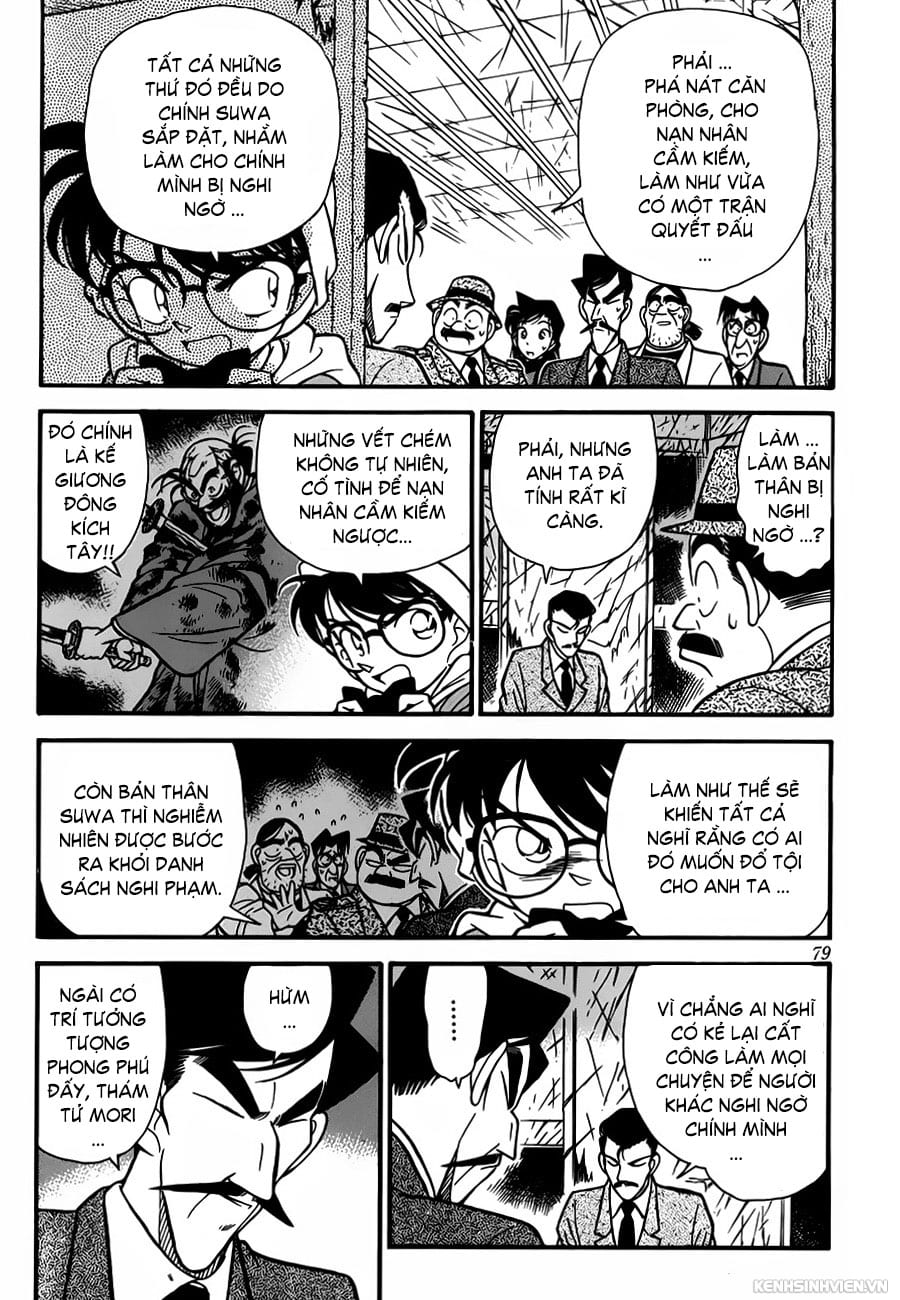 PHẢI ...
PHÁ NÁT CĂN
PHÒNG, CHO
NẠN NHÂN
CẦM KIẾM,
LÀM NHƯ VỪA
CÓ MỘT TRẬN
QUYẾT ĐẤU
...
TẤT CẢ NHỮNG
THỨ ĐÓ ĐỀU DO
CHÍNH SUWA
SẮP ĐẶT, NHẰM
LÀM CHO CHÍNH
MÌNH BỊ NGHI
NGỜ ...
LÀM ...
LÀM BẢN
THÂN BỊ
NGHI
NGỜ ...?
PHẢI, NHƯNG
ANH TA ĐÃ
TÍNH RẤT KÌ
CÀNG.
NHỮNG VẾT CHÉM
KHÔNG TỰ NHIÊN,
CỐ TÌNH ĐỂ NẠN
NHÂN CẦM KIẾM
NGƯỢC...
ĐÓ CHÍNH
LÀ KẾ
GIƯƠNG
ĐÔNG
KÍCH
TÂY!!
LÀM NHƯ THẾ SẼ
KHIẾN TẤT CẢ
NGHĨ RẰNG CÓ AI
ĐÓ MUỐN ĐỔ TỘI
CHO ANH TA ...
CÒN BẢN THÂN
SUWA THÌ NGHIỄM
NHIÊN ĐƯỢC BƯỚC
RA KHỎI DANH
SÁCH NGHI PHẠM.
79
VÌ CHẲNG AI NGHĨ
CÓ KẺ LẠI CẤT
CÔNG LÀM MỌI
CHUYỆN ĐỂ NGƯỜI
KHÁC NGHI NGỜ
CHÍNH MÌNH
...
........
HỪM
...
NGÀI CÓ
TRÍ TƯỞNG
TƯỢNG
PHONG PHÚ
ĐẤY, THÁM
TỬ MORI
...
KENHSINHVIEN.VN